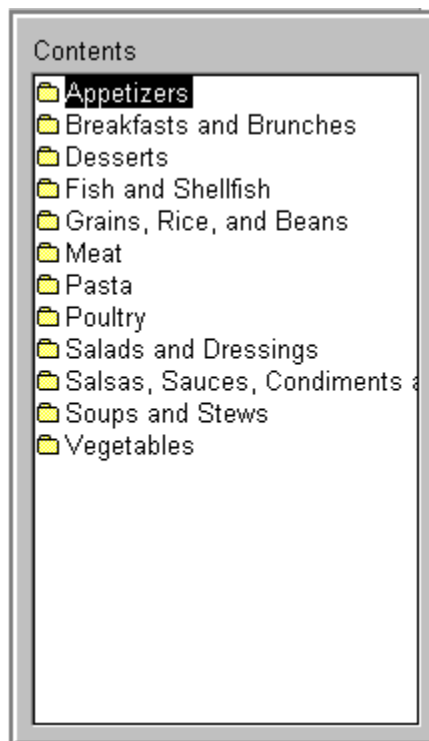 Contents
Appetizers
Breakfasts and Brunches
Desserts
Fish and Shellfish
Grains, Rice, and Beans
Meat
Pasta
Poultry
Salads and Dressings
Salsas, Sauces, Condiments
Soups and Stews
Vegetables